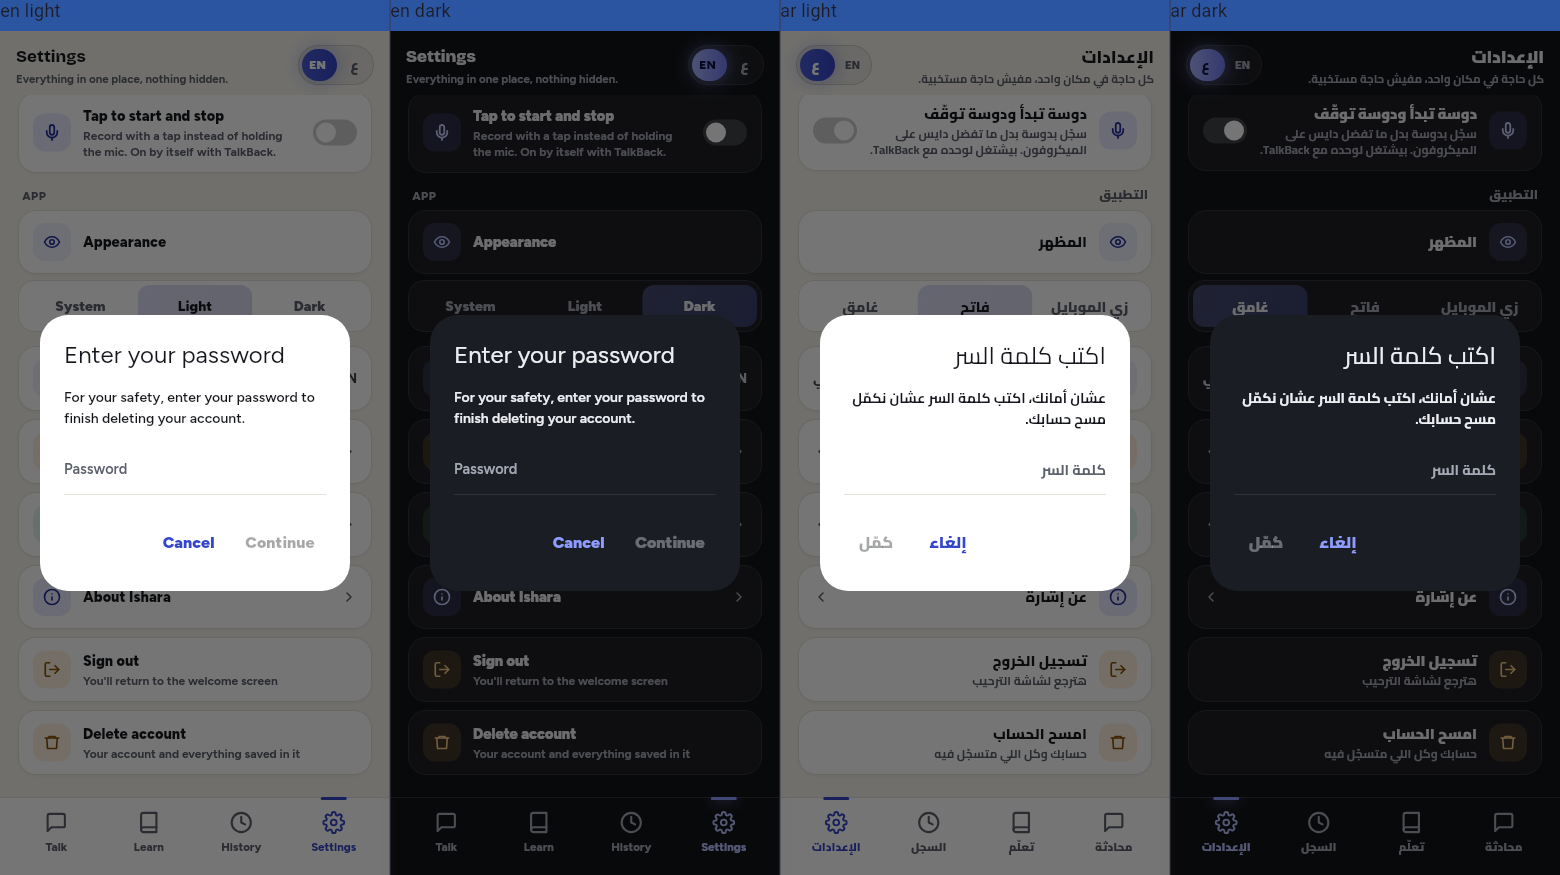 en light
Settings
Everything in one place, nothing hidden.
EN
ع
Tap to start and stop
Record with a tap instead of holding
the mic. On by itself with TalkBack.
APP
Appearance
System
Light
Dark
Enter your password
For your safety, enter your password to
finish deleting your account.
Password
Cancel
Continue
About Ishara
Sign out
You'll return to the welcome screen
Delete account
Your account and everything saved in it
Talk
Learn
History
Settings
en dark
Settings
Everything in one place, nothing hidden.
EN
ع
Tap to start and stop
Record with a tap instead of holding
the mic. On by itself with TalkBack.
APP
Appearance
System
Light
Dark
Enter your password
For your safety, enter your password to
finish deleting your account.
Password
Cancel
Continue
About Ishara
Sign out
You'll return to the welcome screen
Delete account
Your account and everything saved in it
Talk
Learn
History
Settings
ar light
الإعدادات
كل حاجة في مكان واحد، مفيش حاجة مستخبية.
ع
EN
دوسة تبدأ ودوسة توقّف
سجّل بدوسة بدل ما تفضل دايس على
الميكروفون. بيشتغل لوحده مع TalkBack.
التطبيق
المظهر
زي الموبايل
فاتح
غامق
اكتب كلمة السر
عشان أمانك، اكتب كلمة السر عشان نكمّل
مسح حسابك.
كلمة السر
إلغاء
كمّل
عن إشارة
تسجيل الخروج
هترجع لشاشة الترحيب
امسح الحساب
حسابك وكل اللي متسجّل فيه
محادثة
تعلّم
السجل
الإعدادات
ar dark
الإعدادات
كل حاجة في مكان واحد، مفيش حاجة مستخبية.
ع
EN
دوسة تبدأ ودوسة توقّف
سجّل بدوسة بدل ما تفضل دايس على
الميكروفون. بيشتغل لوحده مع TalkBack.
التطبيق
المظهر
زي الموبايل
فاتح
غامق
اكتب كلمة السر
عشان أمانك، اكتب كلمة السر عشان نكمّل
مسح حسابك.
كلمة السر
إلغاء
كمّل
عن إشارة
تسجيل الخروج
هترجع لشاشة الترحيب
امسح الحساب
حسابك وكل اللي متسجّل فيه
محادثة
تعلّم
السجل
الإعدادات